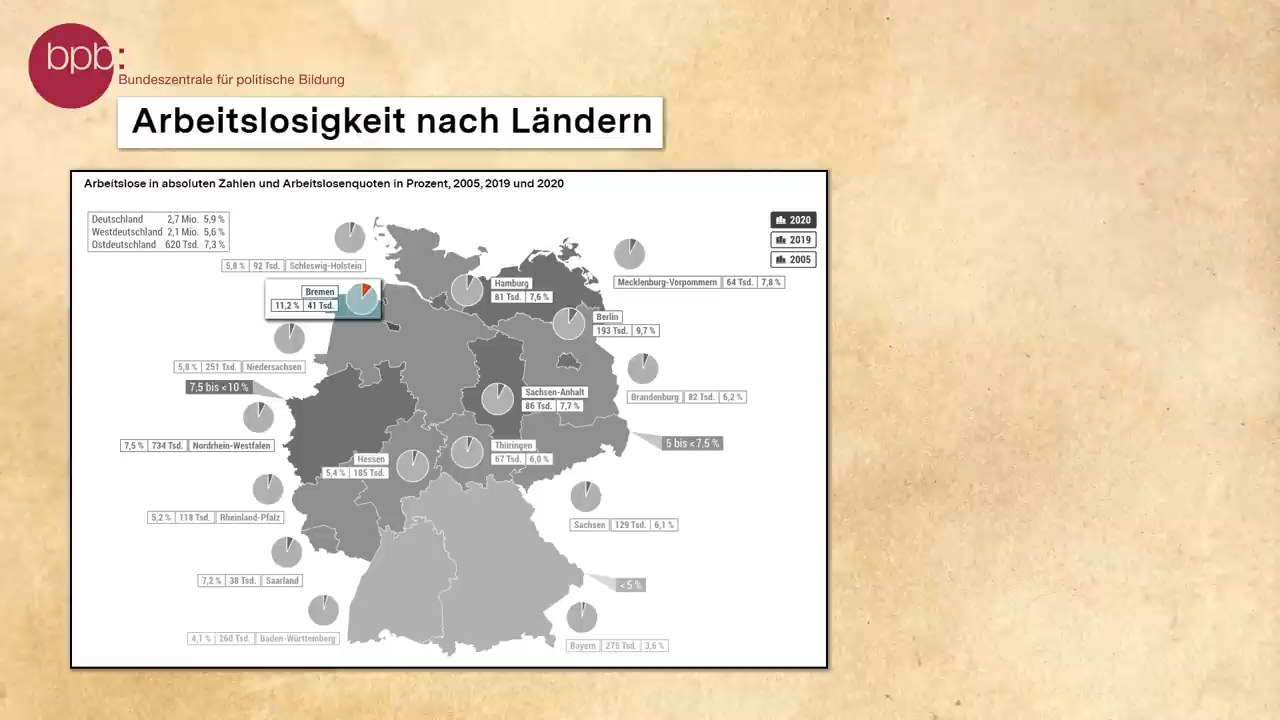 bpb:
Bundeszentrale für politische Bildung
Arbeitslosigkeit nach Ländern
Arbeitslose in absoluten Zahlen und Arbeitslosenquoten in Prozent, 2005, 2019 und 2020
Deutschland 2,7 Mio. 5,9 %
Westdeutschland 2,1 Mio. 5,6 %
Ostdeutschland 620 Tsd. 7,3 %
2020
2019
2005
5,8 % 92 Tsd. Schleswig-Holstein
Mecklenburg-Vorpommern 64 Tsd. 7,8 %
Hamburg
81 Tsd. 7,6 %
Bremen
11,2 % 41 Tsd.
Berlin
193 Tsd. 9,7 %
5,8 % 251 Tsd. Niedersachsen
7,5 bis < 10 %
Sachsen-Anhalt
86 Tsd. 7,7 %
Brandenburg 82 Tsd. 6,2 %
7,5 % 734 Tsd. Nordrhein-Westfalen
5 bis < 7,5 %
Hessen
5,4 % 185 Tsd.
Thüringen
67 Tsd. 6,0 %
5,2 % 118 Tsd. Rheinland-Pfalz
Sachsen 129 Tsd. 6,1 %
7,2 % 38 Tsd. Saarland
< 5 %
4,1 % 260 Tsd. Baden-Württemberg
Bayern 275 Tsd. 3,6 %